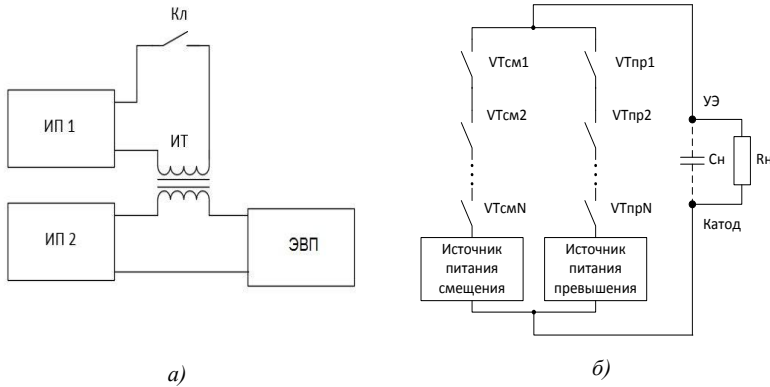 Кл
ИП 1
ИТ
ИП 2
ЭВП
а)
VTсм1
VTпр1
VTсм2
VTпр2
VTсмN
VTпрN
УЭ
Cн
Rн
Катод
Источник
питания
смещения
Источник
питания
превышения
б)